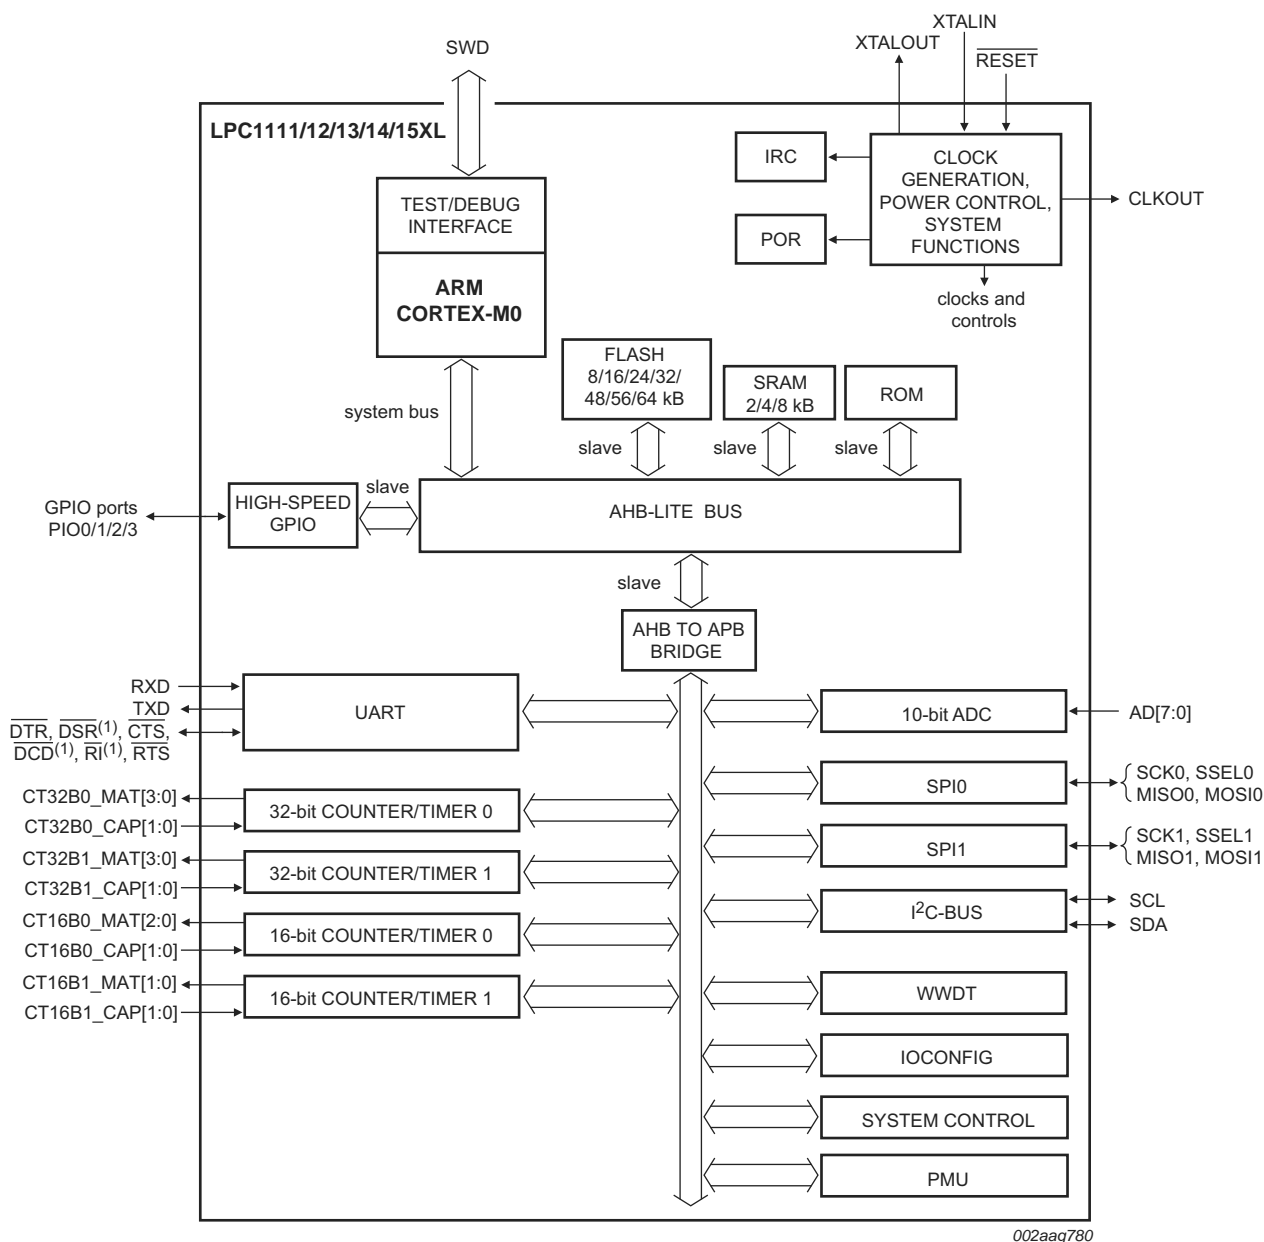 XTALIN
XTALOUT
SWD
RESET
LPC1111/12/13/14/15XL
IRC
CLOCK
GENERATION,
POWER CONTROL,
SYSTEM
FUNCTIONS
CLKOUT
POR
TEST/DEBUG
INTERFACE
ARM
CORTEX-M0
clocks and
controls
FLASH
8/16/24/32/
48/56/64 kB
SRAM
2/4/8 kB
ROM
system bus
slave
slave
slave
slave
GPIO ports
PIO0/1/2/3
HIGH-SPEED
GPIO
AHB-LITE BUS
slave
AHB TO APB
BRIDGE
RXD
TXD
DTR, DSR(1), CTS,
DCD(1), RI(1), RTS
UART
10-bit ADC
AD[7:0]
CT32B0_MAT[3:0]
CT32B0_CAP[1:0]
32-bit COUNTER/TIMER 0
SPI0
SCK0, SSEL0
MISO0, MOSI0
CT32B1_MAT[3:0]
CT32B1_CAP[1:0]
32-bit COUNTER/TIMER 1
SPI1
SCK1, SSEL1
MISO1, MOSI1
CT16B0_MAT[2:0]
CT16B0_CAP[1:0]
16-bit COUNTER/TIMER 0
I2C-BUS
SCL
SDA
CT16B1_MAT[1:0]
CT16B1_CAP[1:0]
16-bit COUNTER/TIMER 1
WWDT
IOCONFIG
SYSTEM CONTROL
PMU
002aag780